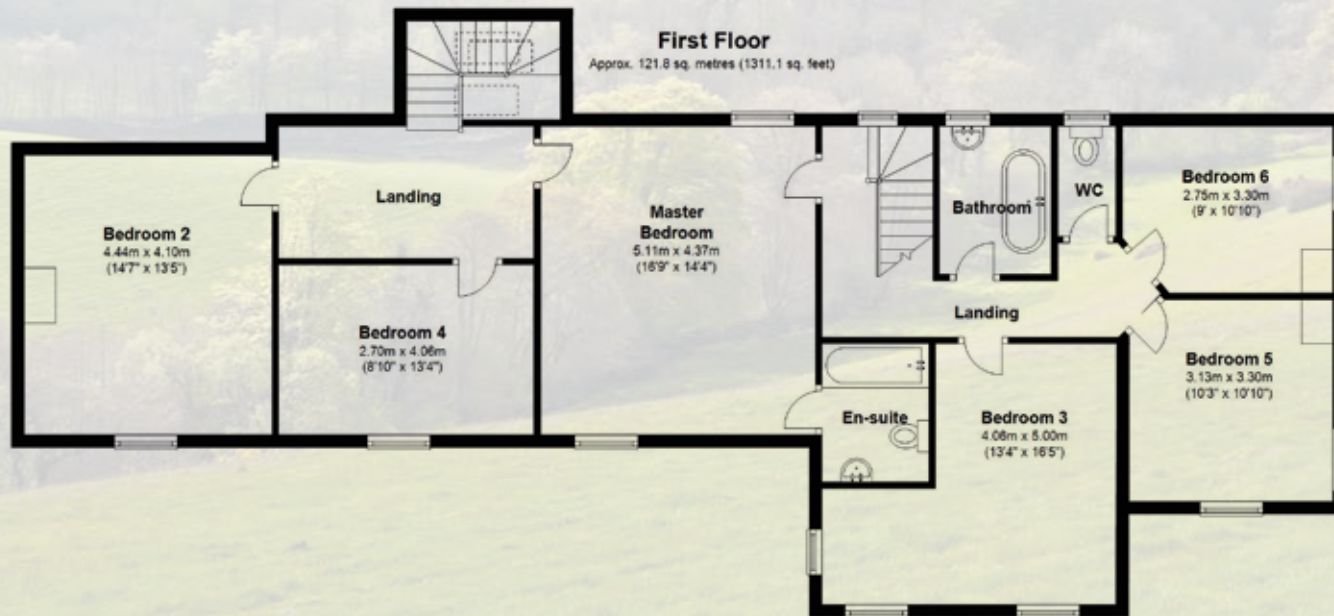 First Floor
Approx. 121.8 sq. metres (1311.1 sq. feet)
Landing
Bedroom 2
4.44m x 4.10m
(14'7" x 13'5")
Bedroom 4
2.70m x 4.06m
(8'10" x 13'4")
Master
Bedroom
5.11m x 4.37m
(16'9" x 14'4")
Bathroom
WC
Bedroom 6
2.75m x 3.30m
(9' x 10'10")
Landing
En-suite
Bedroom 3
4.06m x 5.00m
(13'4" x 16'5")
Bedroom 5
3.13m x 3.30m
(10'3" x 10'10")